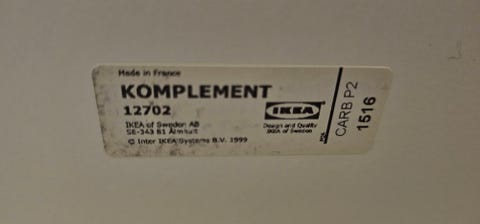 Made in France
KOMPLEMENT
12702
IKEA of Sweden AB
SE-343 81 Älmhult
© Inter IKEA Systems B.V. 1999
IKEA
Design and Quality
IKEA of Sweden
CARB P2
1516